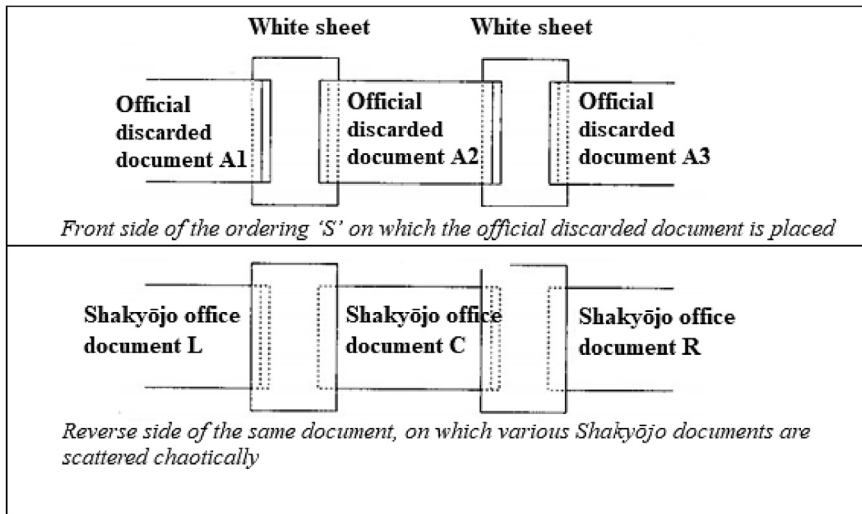 White sheet White sheet
Official discarded document A1
Official discarded document A2
Official discarded document A3
Front side of the ordering ‘S’ on which the official discarded document is placed
Shakyōjo office document L
Shakyōjo office document C
Shakyōjo office document R
Reverse side of the same document, on which various Shakyōjo documents are
scattered chaotically